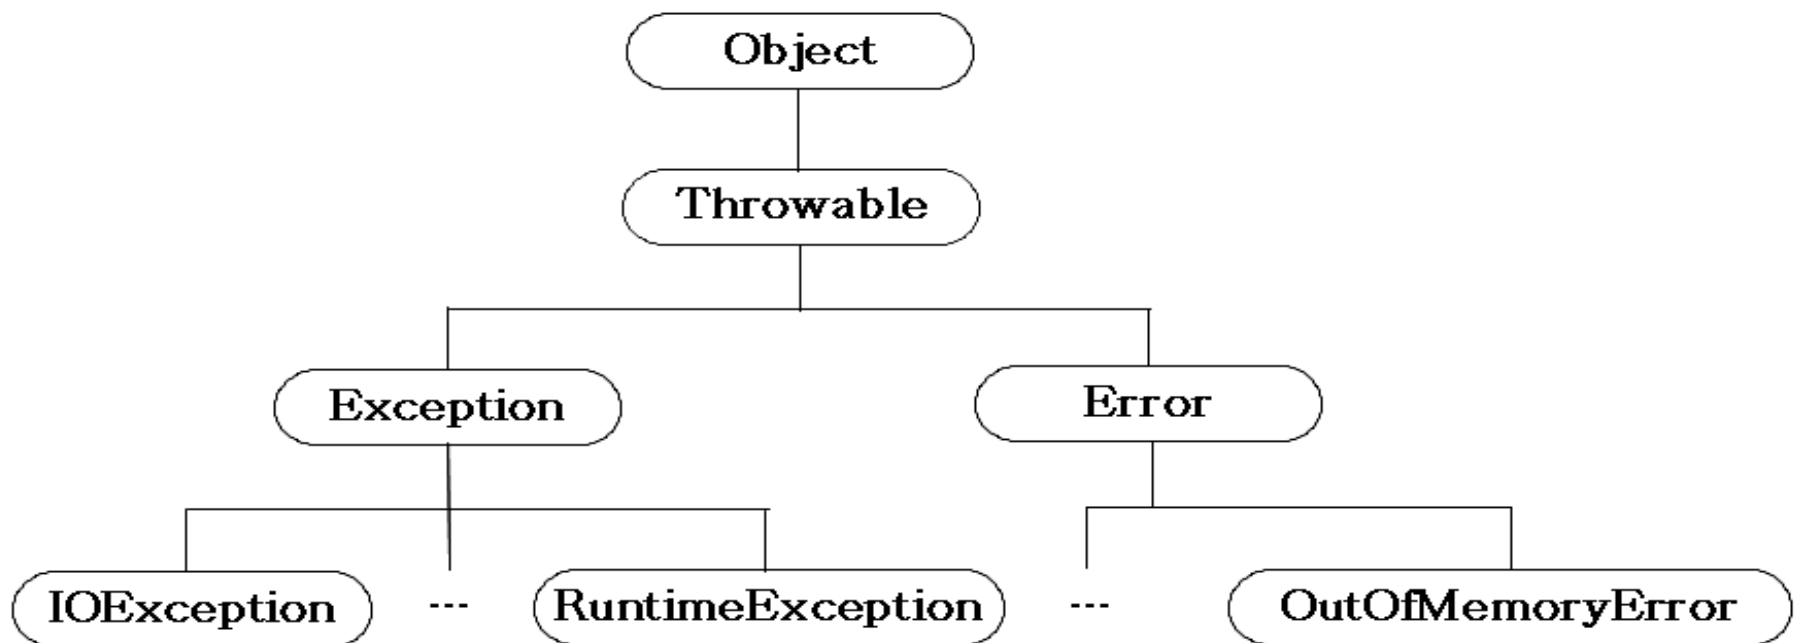 Object
Throwable
Exception
Error
IOException
---
RuntimeException
---
OutOfMemoryError